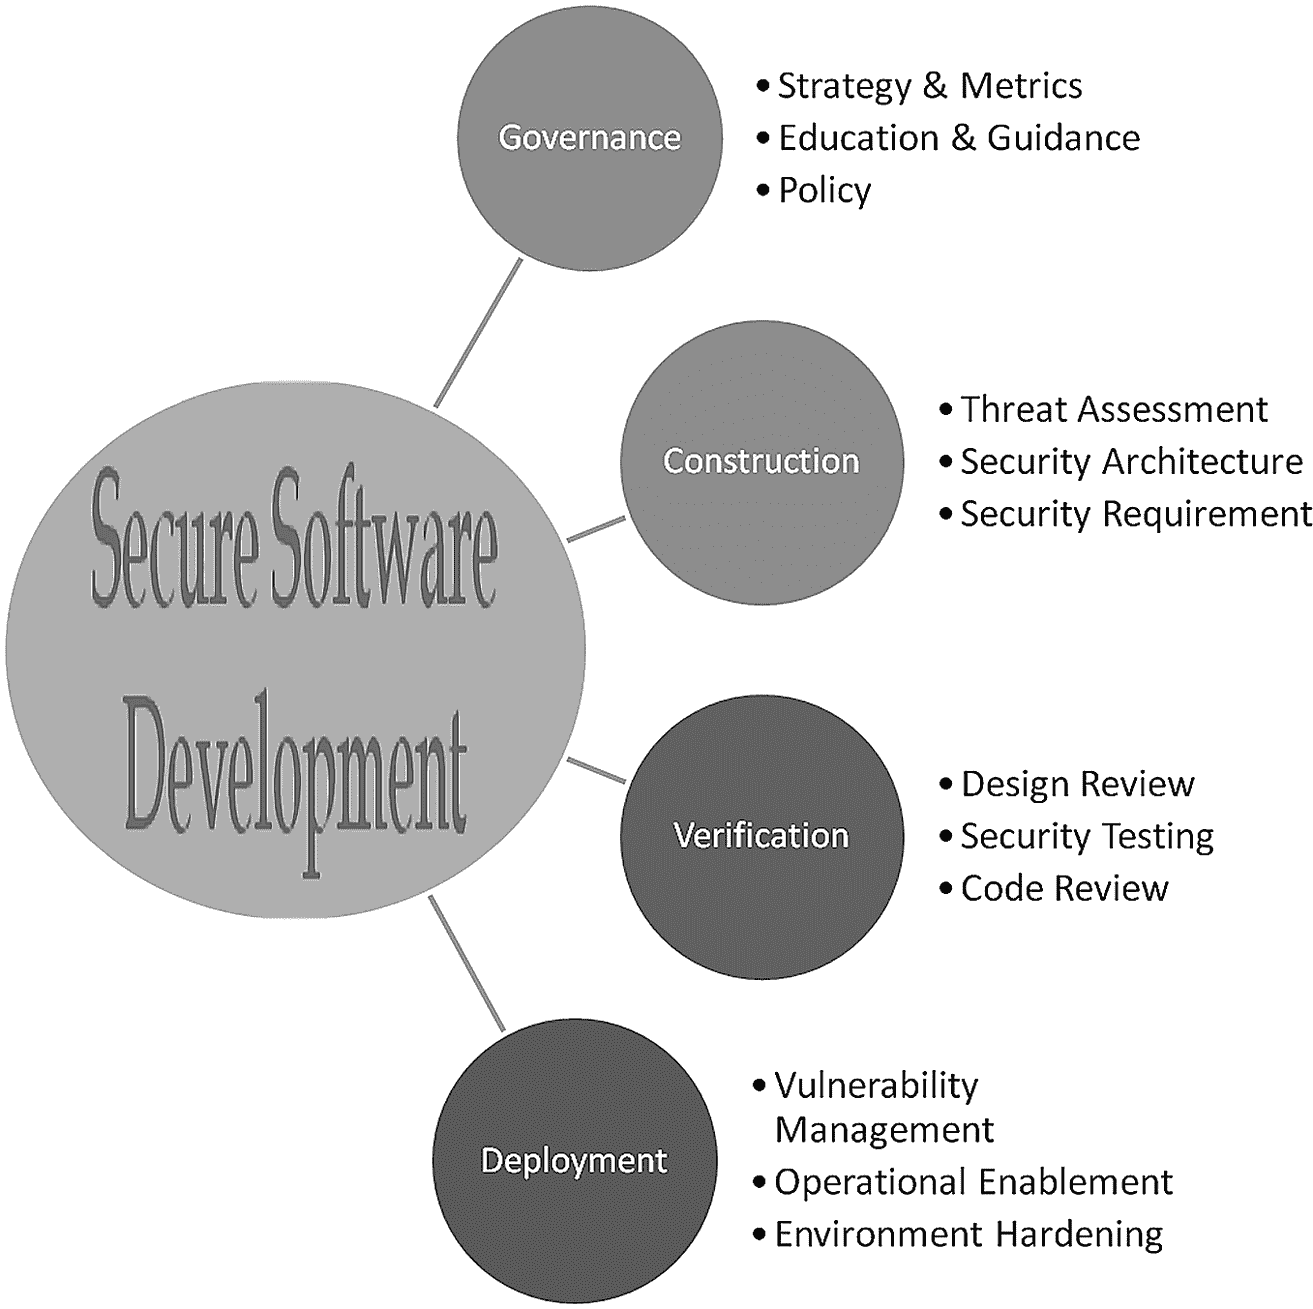 Governance
• Strategy & Metrics
• Education & Guidance
• Policy
Secure Software
Development
Construction
• Threat Assessment
• Security Architecture
• Security Requirement
Verification
• Design Review
• Security Testing
• Code Review
Deployment
• Vulnerability
Management
• Operational Enablement
• Environment Hardening